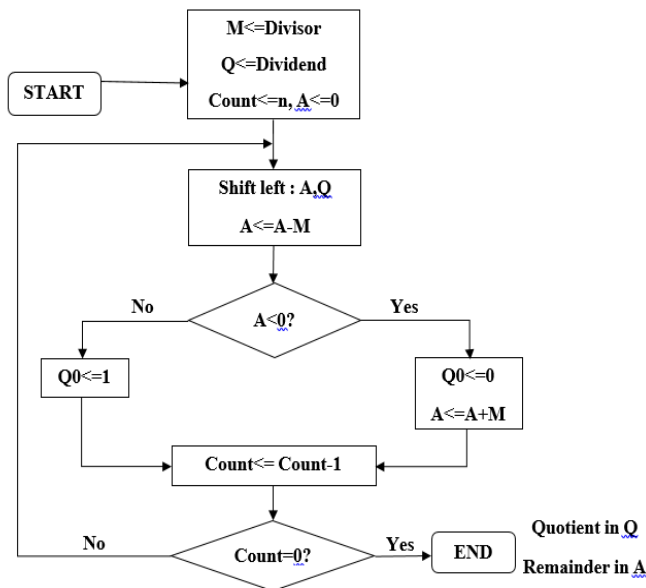 M<=Divisor
Q<=Dividend
Count<=n, A<=0
START
Shift left : A,Q
A<=A-M
A<0?
No
Yes
Q0<=1
Q0<=0
A<=A+M
Count<= Count-1
Count=0?
No
Yes
END
Quotient in Q
Remainder in A